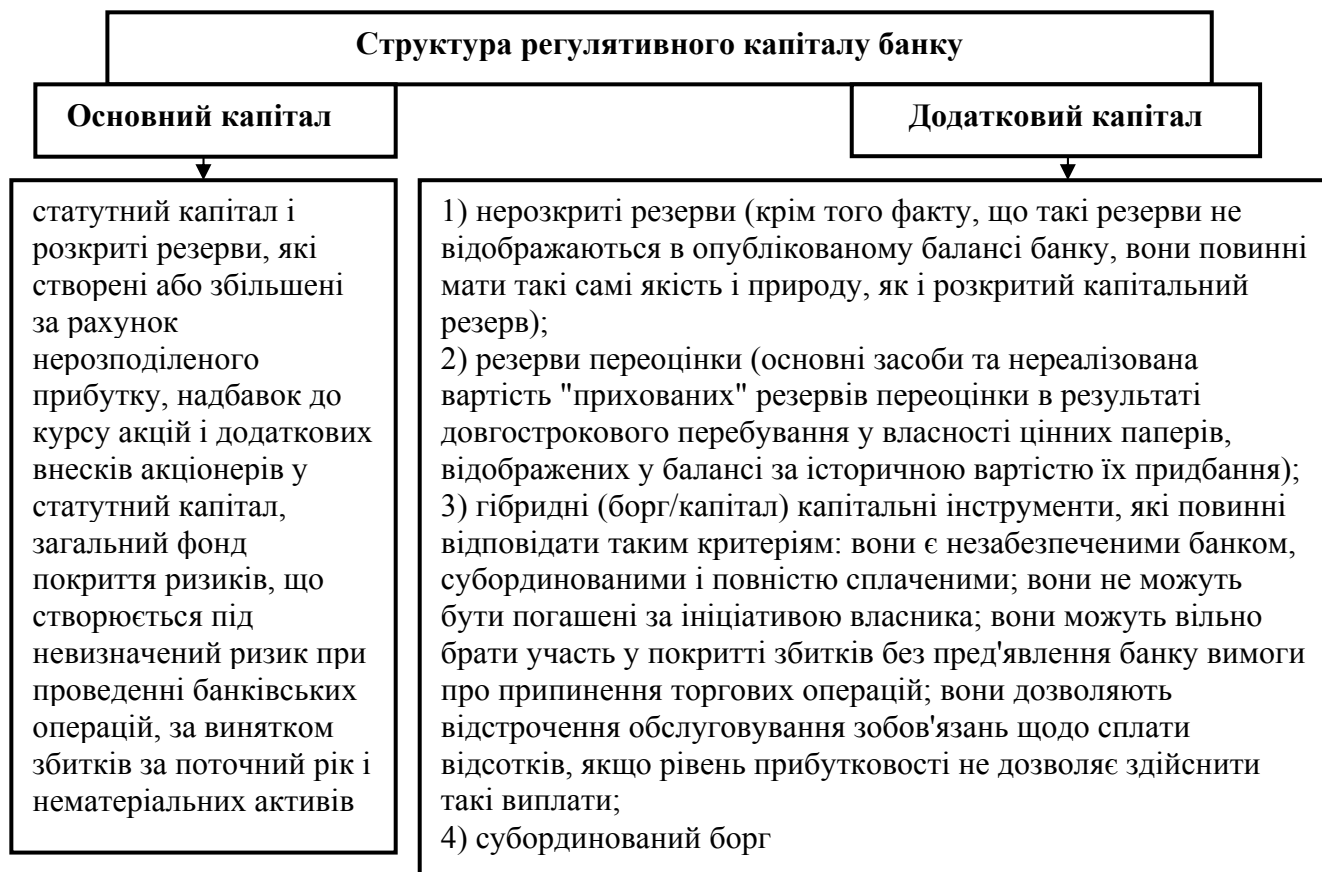 Структура регулятивного капіталу банку
Основний капітал
Додатковий капітал
статутний капітал і
розкриті резерви, які
створені або збільшені
за рахунок
нерозподіленого
прибутку, надбавок до
курсу акцій і додаткових
внесків акціонерів у
статутний капітал,
загальний фонд
покриття ризиків, що
створюється під
невизначений ризик при
проведенні банківських
операцій, за винятком
збитків за поточний рік і
нематеріальних активів
1) нерозкриті резерви (крім того факту, що такі резерви не
відображаються в опублікованому балансі банку, вони повинні
мати такі самі якість і природу, як і розкритий капітальний
резерв);
2) резерви переоцінки (основні засоби та нереалізована
вартість "прихованих" резервів переоцінки в результаті
довгострокового перебування у власності цінних паперів,
відображених у балансі за історичною вартістю їх придбання);
3) гібридні (борг/капітал) капітальні інструменти, які повинні
відповідати таким критеріям: вони є незабезпеченими банком,
субординованими і повністю сплаченими; вони не можуть
бути погашені за ініціативою власника; вони можуть вільно
брати участь у покритті збитків без пред'явлення банку вимоги
про припинення торгових операцій; вони дозволяють
відстрочення обслуговування зобов'язань щодо сплати
відсотків, якщо рівень прибутковості не дозволяє здійснити
такі виплати;
4) субординований борг